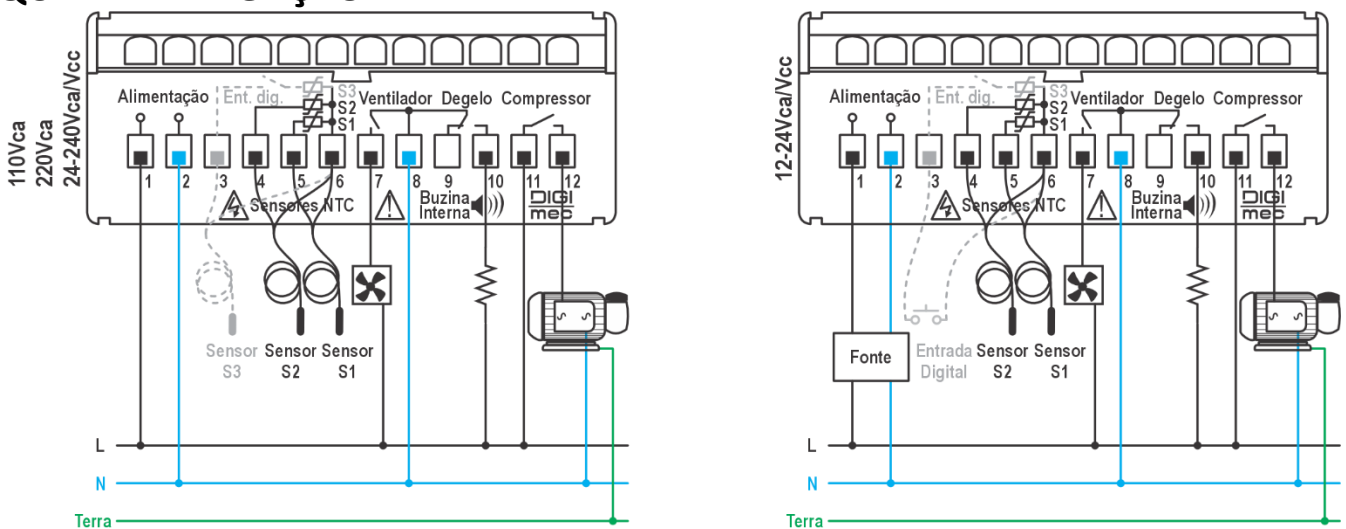 110Vca
220Vca
24-240Vca/Vcc
Alimentação
Ent. dig.
S3
S2
S1
Ventilador
Degelo
Compressor
1
2
3
4
5
6
7
8
9
10
11
12
Sensores NTC
Buzina
Interna
DIGI
mec
Sensor
S3
Sensor
S2
Sensor
S1
L
N
Terra
12-24Vca/Vcc
Alimentação
Ent. dig.
S3
S2
S1
Ventilador
Degelo
Compressor
1
2
3
4
5
6
7
8
9
10
11
12
Sensores NTC
Buzina
Interna
DIGI
mec
Fonte
Entrada
Digital
Sensor
S2
Sensor
S1
L
N
Terra